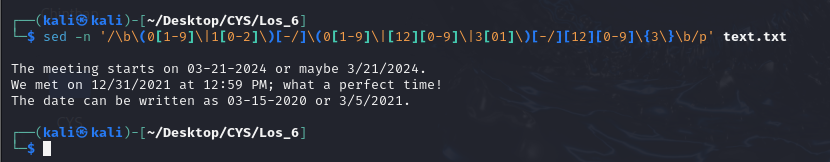 ┌──(kali㉿kali)-[~/Desktop/CYS/Los_6]
└─$ sed -n '/\b\(0[1-9]\|1[0-2]\)[-/]\(0[1-9]\|[12][0-9]\|3[01]\)[-/][12][0-9]\{3\}\b/p' text.txt
The meeting starts on 03-21-2024 or maybe 3/21/2024.
We met on 12/31/2021 at 12:59 PM; what a perfect time!
The date can be written as 03-15-2020 or 3/5/2021.
┌──(kali㉿kali)-[~/Desktop/CYS/Los_6]
└─$